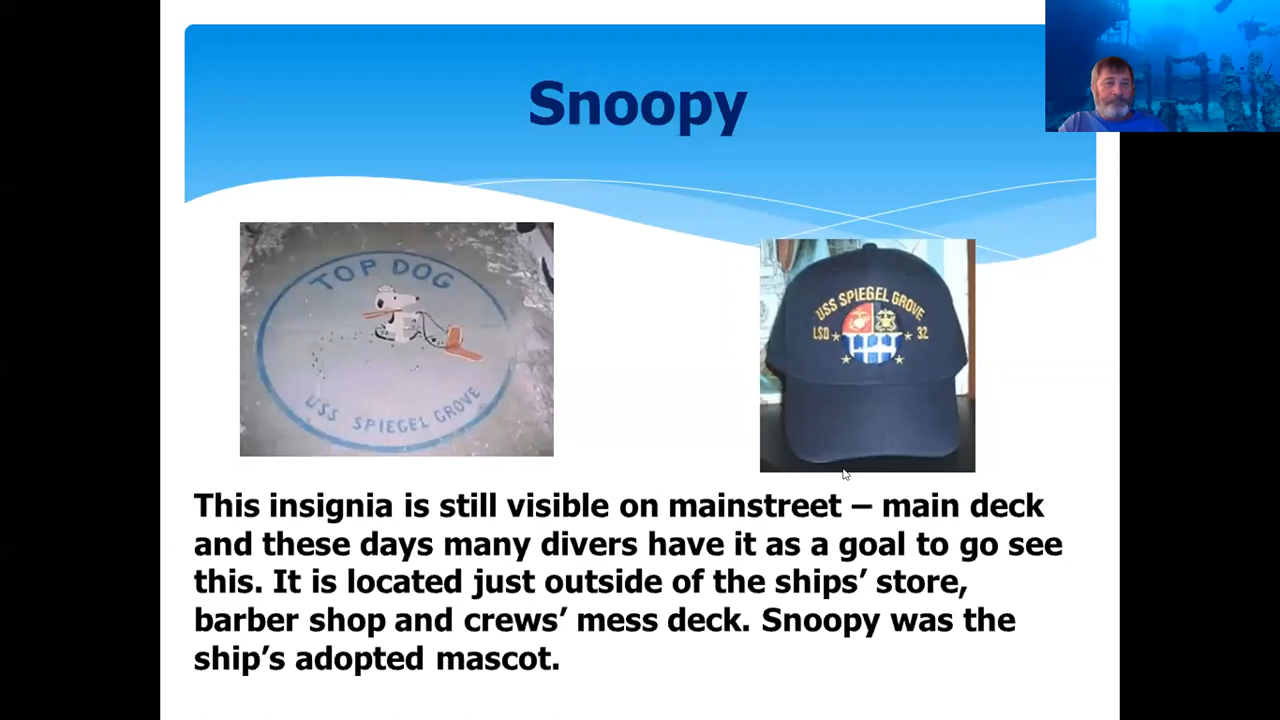 Snoopy
TOP DOG
USS SPIEGEL GROVE
USS SPIEGEL GROVE
LSD 32
This insignia is still visible on mainstreet – main deck
and these days many divers have it as a goal to go see
this. It is located just outside of the ships’ store,
barber shop and crews’ mess deck. Snoopy was the
ship’s adopted mascot.